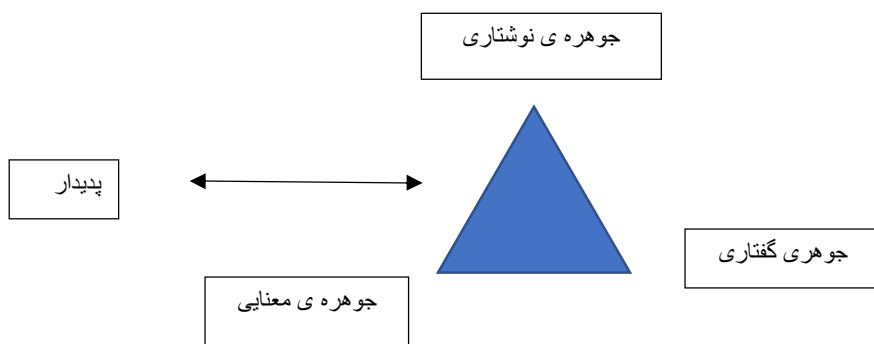 جوهره ی نوشتاری
پدیدار
جوهری گفتاری
جوهره ی معنایی